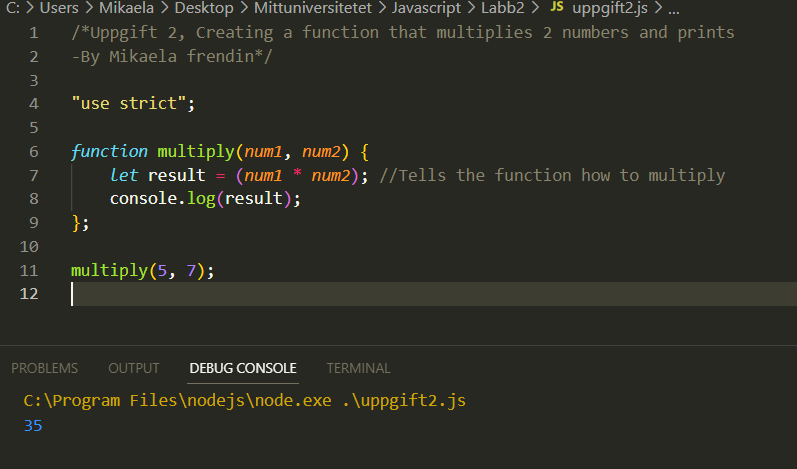 C: > Users > Mikaela > Desktop > Mittuniversitetet > Javascript > Labb2 > JS uppgift2.js > ...
1 /*Uppgift 2, Creating a function that multiplies 2 numbers and prints
2 -By Mikaela frendin*/
3
4 "use strict";
5
6 function multiply(num1, num2) {
7 let result = (num1 * num2); //Tells the function how to multiply
8 console.log(result);
9 };
10
11 multiply(5, 7);
12
PROBLEMS OUTPUT DEBUG CONSOLE TERMINAL
C:\Program Files\nodejs\node.exe .\uppgift2.js
35